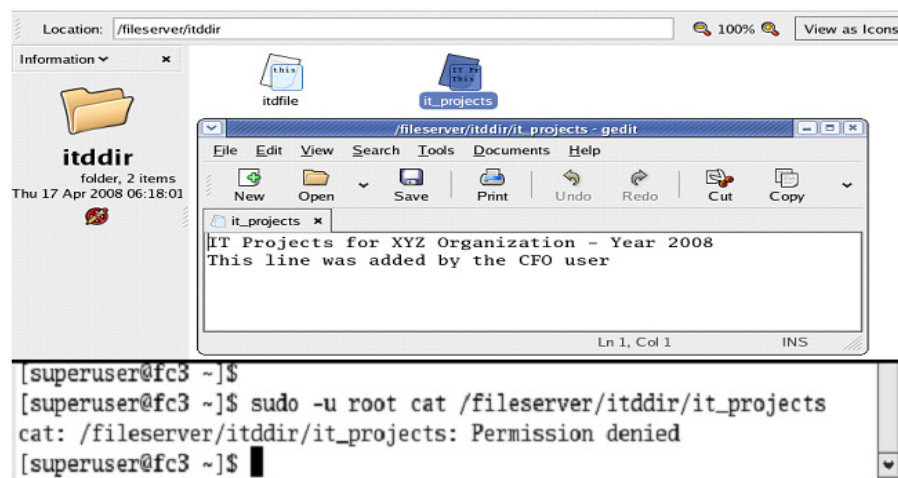 Location: /fileserver/itddir 100% View as Icons
Information ×
this
itdfile
IT Pr
This
it_projects
itddir
folder, 2 items
Thu 17 Apr 2008 06:18:01
/fileserver/itddir/it_projects - gedit
File Edit View Search Tools Documents Help
New Open Save Print Undo Redo Cut Copy
it_projects ×
IT Projects for XYZ Organization - Year 2008
This line was added by the CFO user
Ln 1, Col 1 INS
[superuser@fc3 ~]$
[superuser@fc3 ~]$ sudo -u root cat /fileserver/itddir/it_projects
cat: /fileserver/itddir/it_projects: Permission denied
[superuser@fc3 ~]$